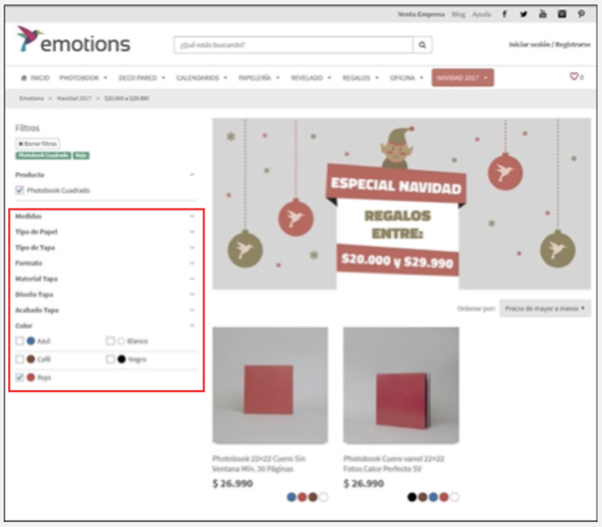 Venta Empresa Blog Ayuda
emotions
¿Qué estás buscando?
Iniciar sesión / Registrarse
INICIO PHOTOBOOK DECO PARED CALENDARIOS PAPELERÍA REVELADO REGALOS OFICINA NAVIDAD 2017 0
Emotions > Navidad 2017 > $20.000 a $29.990
Filtros
× Borrar filtros
Photobook Cuadrado Rojo
Producto
Photobook Cuadrado
Medidas
Tipo de Papel
Tipo de Tapa
Formato
Material Tapa
Diseño Tapa
Acabado Tapa
Color
Azul Blanco
Café Negro
Rojo
ESPECIAL NAVIDAD
REGALOS
ENTRE:
$20.000 y $29.990
Ordenar por: Precio de mayor a menor
Photobook 22×22 Cuero Sin
Ventana Mín. 30 Páginas
$ 26.990
Photobook Cuero vanol 22×22
Fotos Calce Perfecto SV
$ 26.990